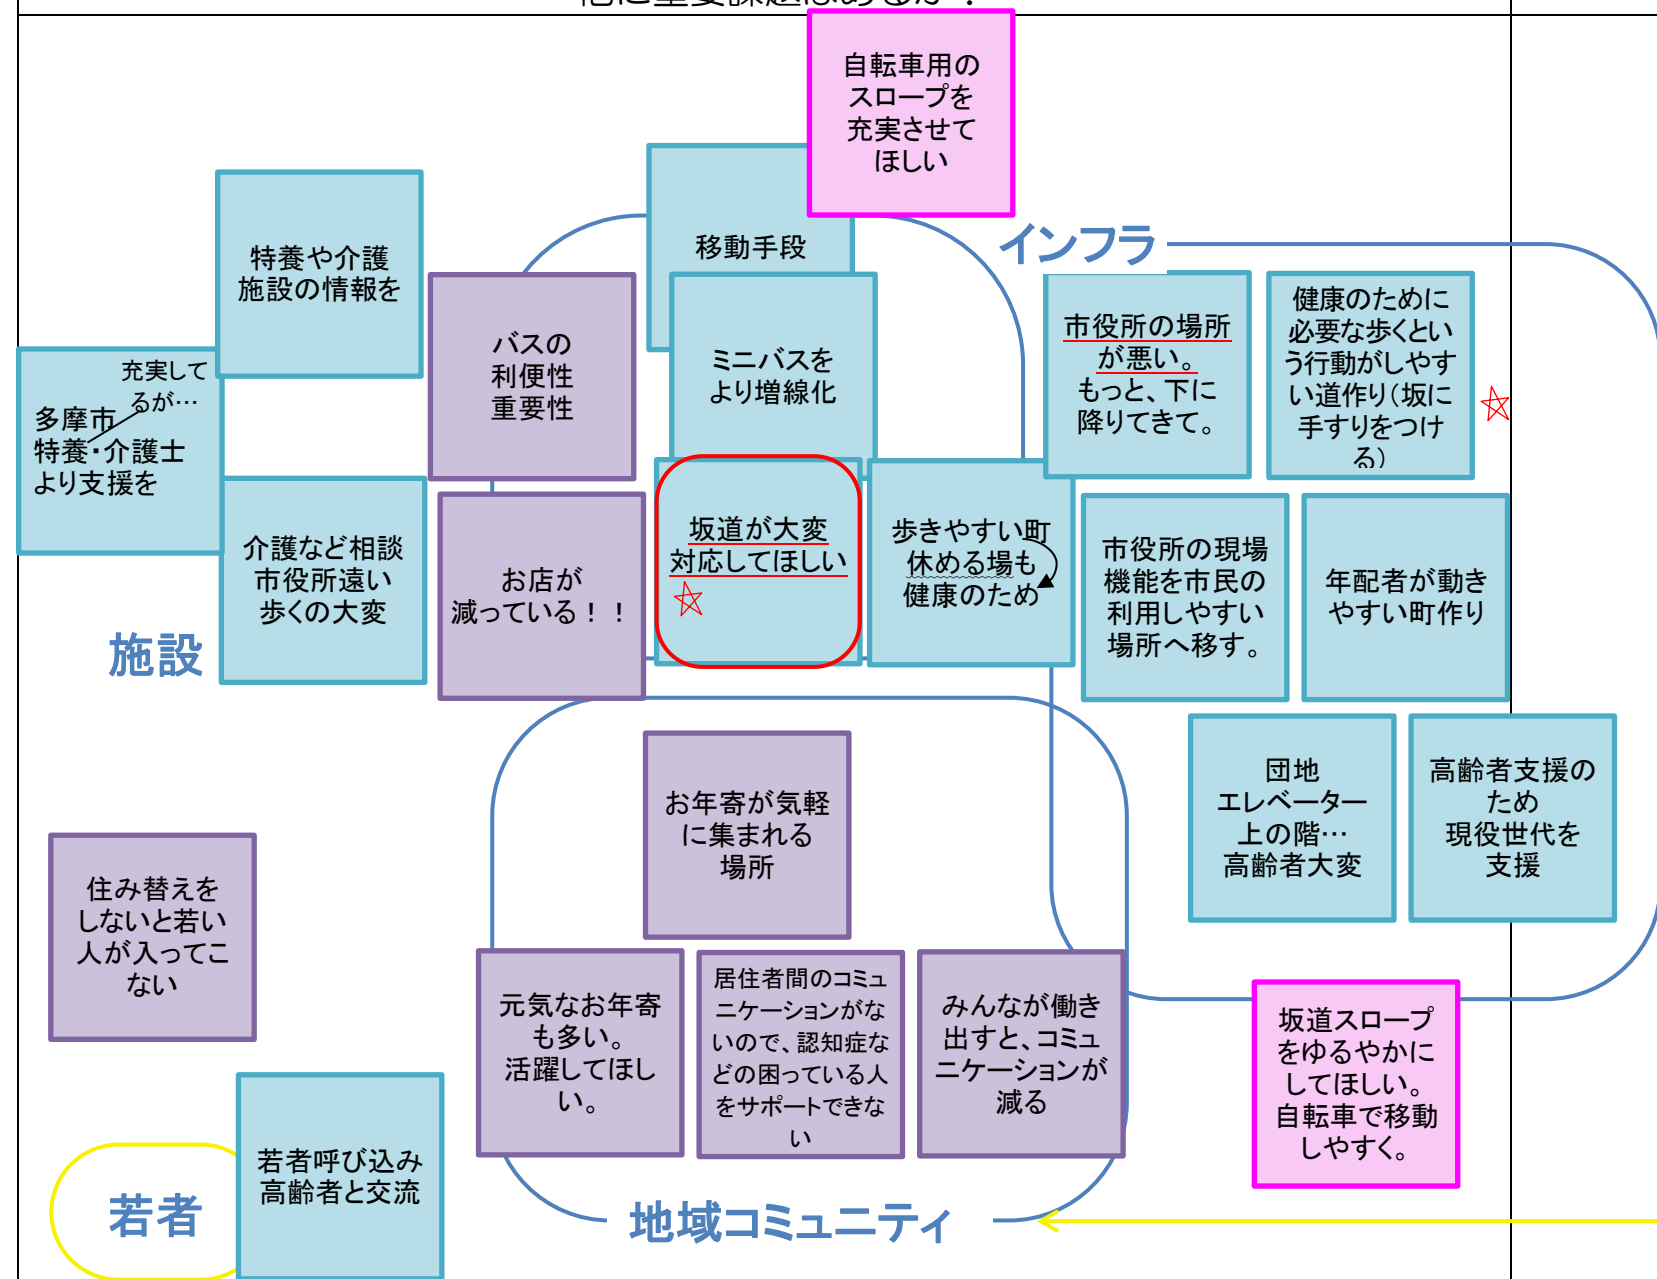 他に重要課題はあるか？
自転車用の
スロープを
充実させて
ほしい
移動手段
インフラ
特養や介護
施設の情報を
バスの
利便性
重要性
ミニバスを
より増線化
市役所の場所
が悪い。
もっと、下に
降りてきて。
健康のために
必要な歩くとい
う行動がしやす
い道作り（坂に
手すりをつけ
る）
充実して
るが…
多摩市
特養・介護士
より支援を
介護など相談
市役所遠い
歩くの大変
お店が
減っている！！
坂道が大変
対応してほしい
歩きやすい町
休める場も
健康のため
市役所の現場
機能を市民の
利用しやすい
場所へ移す。
年配者が動き
やすい町作り
施設
団地
エレベーター
上の階…
高齢者大変
高齢者支援の
ため
現役世代を
支援
お年寄が気軽
に集まれる
場所
住み替えを
しないと若い
人が入ってこ
ない
元気なお年寄
も多い。
活躍してほし
い。
居住者間のコミュ
ニケーションがな
いので、認知症な
どの困っている人
をサポートできな
い
みんなが働き
出すと、コミュ
ニケーションが
減る
坂道スロープ
をゆるやかに
してほしい。
自転車で移動
しやすく。
若者
若者呼び込み
高齢者と交流
地域コミュニティ